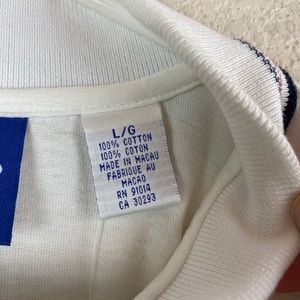 L/G
100% COTTON
100% COTON
MADE IN MACAU
FABRIQUE AU
MACAO
RN 91014
CA 30293